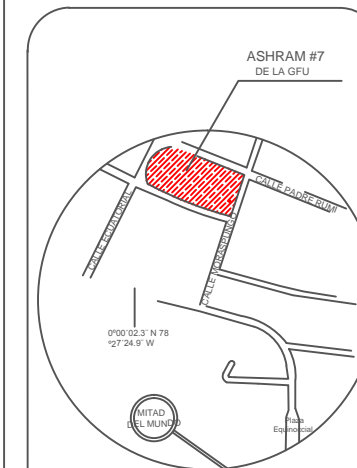 ASHRAM #7
DE LA GFU
CALLE PADRE RUMI
CALLE ECUATORIAL
CALLE MORASPUNGO
0°00¨02.3¨ N 78
°27¨24.9¨ W
MITAD
DEL MUNDO
Plaza
Equinoccial